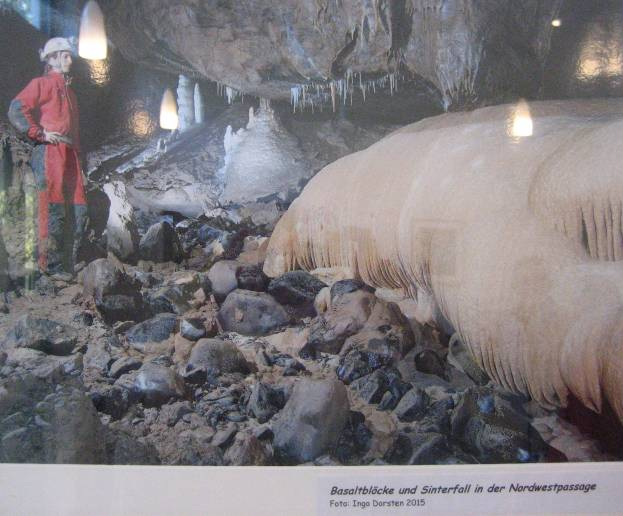 Basaltblöcke und Sinterfall in der Nordwestpassage
Foto: Ingo Dorsten 2015